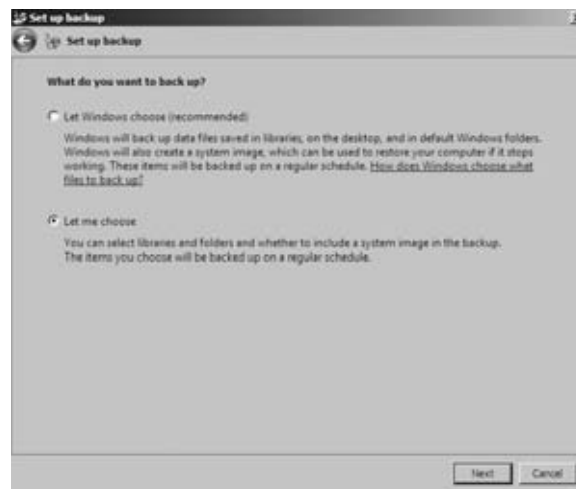 Set up backup
Set up backup
What do you want to back up?
Let Windows choose (recommended)
Windows will back up data files saved in libraries, on the desktop, and in default Windows folders.
Windows will also create a system image, which can be used to restore your computer if it stops
working. These items will be backed up on a regular schedule. How does Windows choose what
files to back up?
Let me choose
You can select libraries and folders and whether to include a system image in the backup.
The items you choose will be backed up on a regular schedule.
Next Cancel